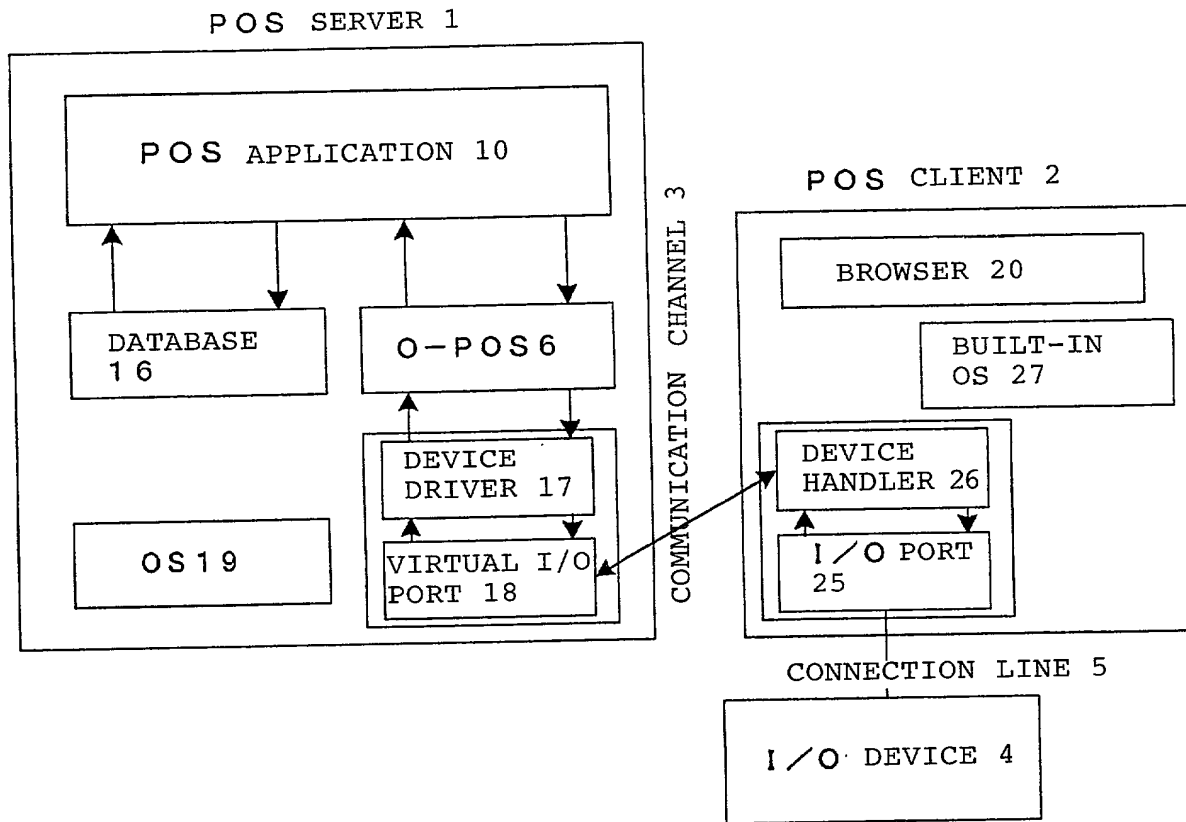 POS SERVER 1
POS APPLICATION 10
DATABASE
16
O-POS6
DEVICE
DRIVER 17
VIRTUAL I/O
PORT 18
OS19
COMMUNICATION CHANNEL 3
POS CLIENT 2
BROWSER 20
BUILT-IN
OS 27
DEVICE
HANDLER 26
I/O PORT
25
CONNECTION LINE 5
I/O DEVICE 4